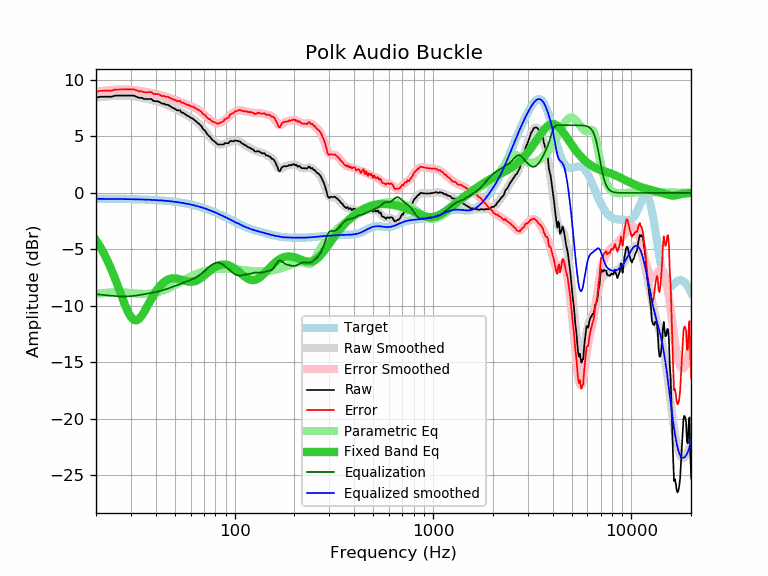 Polk Audio Buckle
10
5
0
−5
−10
−15
−20
−25
Amplitude (dBr)
Target
Raw Smoothed
Error Smoothed
Raw
Error
Parametric Eq
Fixed Band Eq
Equalization
Equalized smoothed
100 1000 10000
Frequency (Hz)